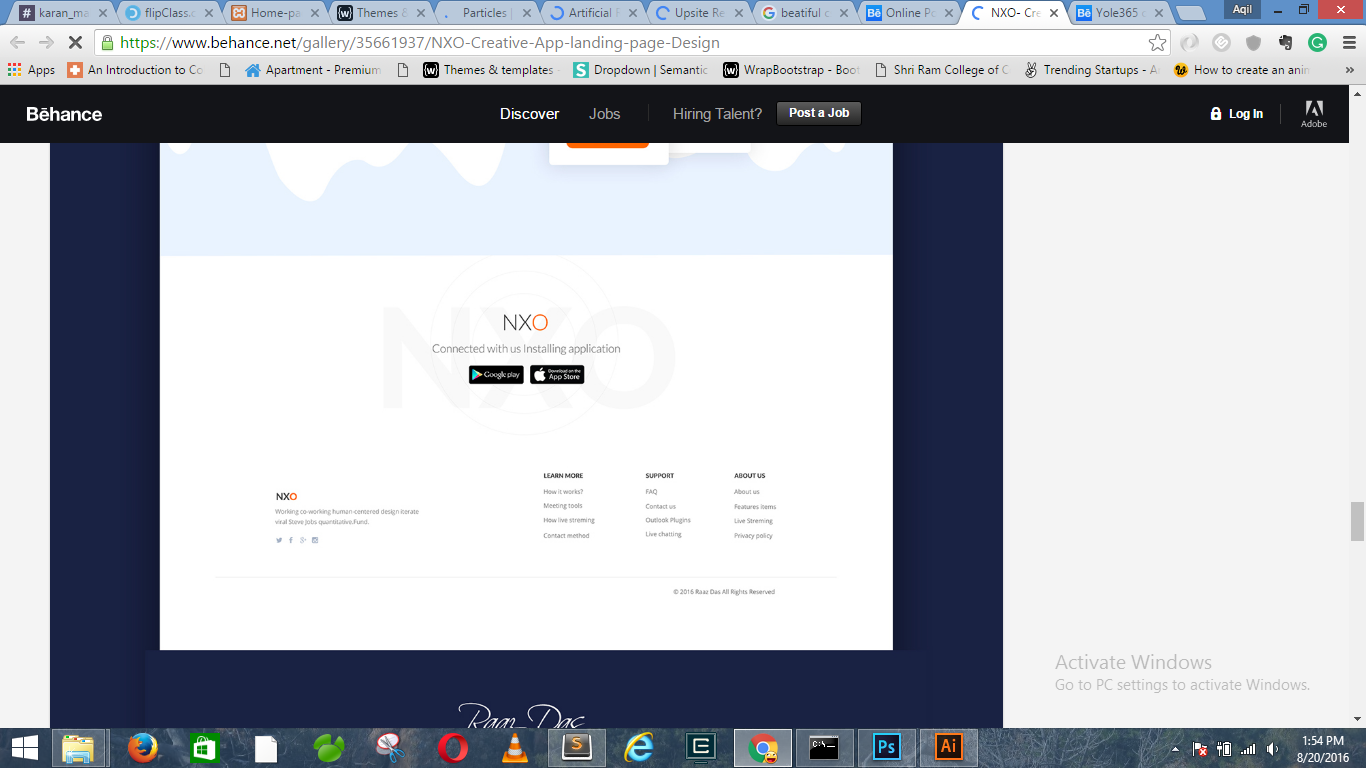 karan_ma
flipClass.c
Home-pa
Themes &
Particles |
Artificial F
Upsite Re
beatiful c
Online Po
NXO- Cre
Yole365 c
Aqil
https://www.behance.net/gallery/35661937/NXO-Creative-App-landing-page-Design
Apps
An Introduction to Co
Apartment - Premium
Themes & templates
Dropdown | Semantic
WrapBootstrap - Boot
Shri Ram College of C
Trending Startups - A
How to create an anim
»
Bēhance
Discover
Jobs
Hiring Talent?
Post a Job
Log In
Adobe
NXO
NXO
Connected with us Installing application
Google play
Download on the
App Store
NXO
Working co-working human-centered design iterate
viral Steve Jobs quantitative.Fund.
LEARN MORE
How it works?
Meeting tools
How live streming
Contact method
SUPPORT
FAQ
Contact us
Outlook Plugins
Live chatting
ABOUT US
About us
Features items
Live Streming
Privacy policy
© 2016 Raaz Das All Rights Reserved
Raaz Das
Activate Windows
Go to PC settings to activate Windows.
Ps
Ai
1:54 PM
8/20/2016